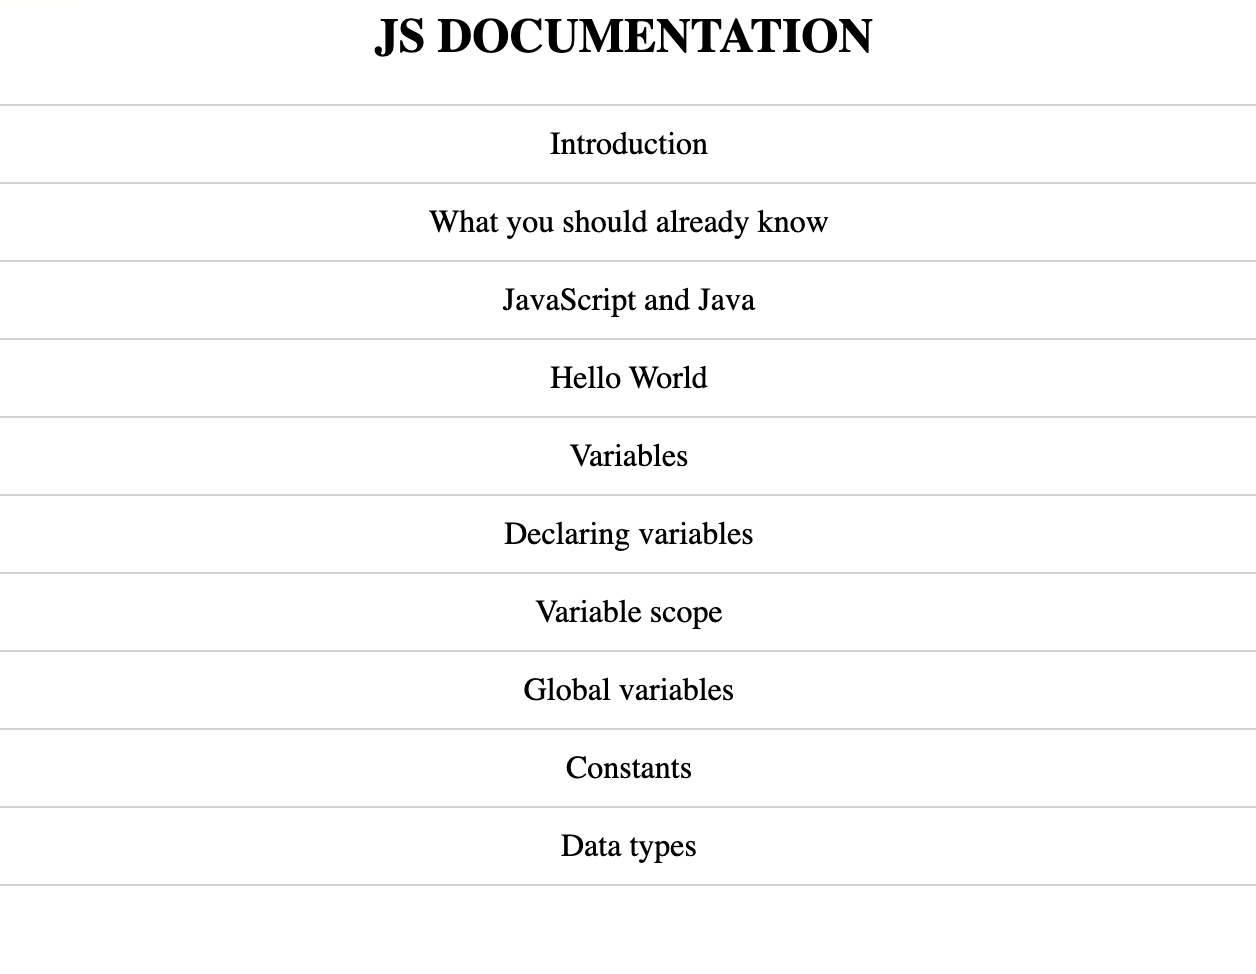 JS DOCUMENTATION
Introduction
What you should already know
JavaScript and Java
Hello World
Variables
Declaring variables
Variable scope
Global variables
Constants
Data types